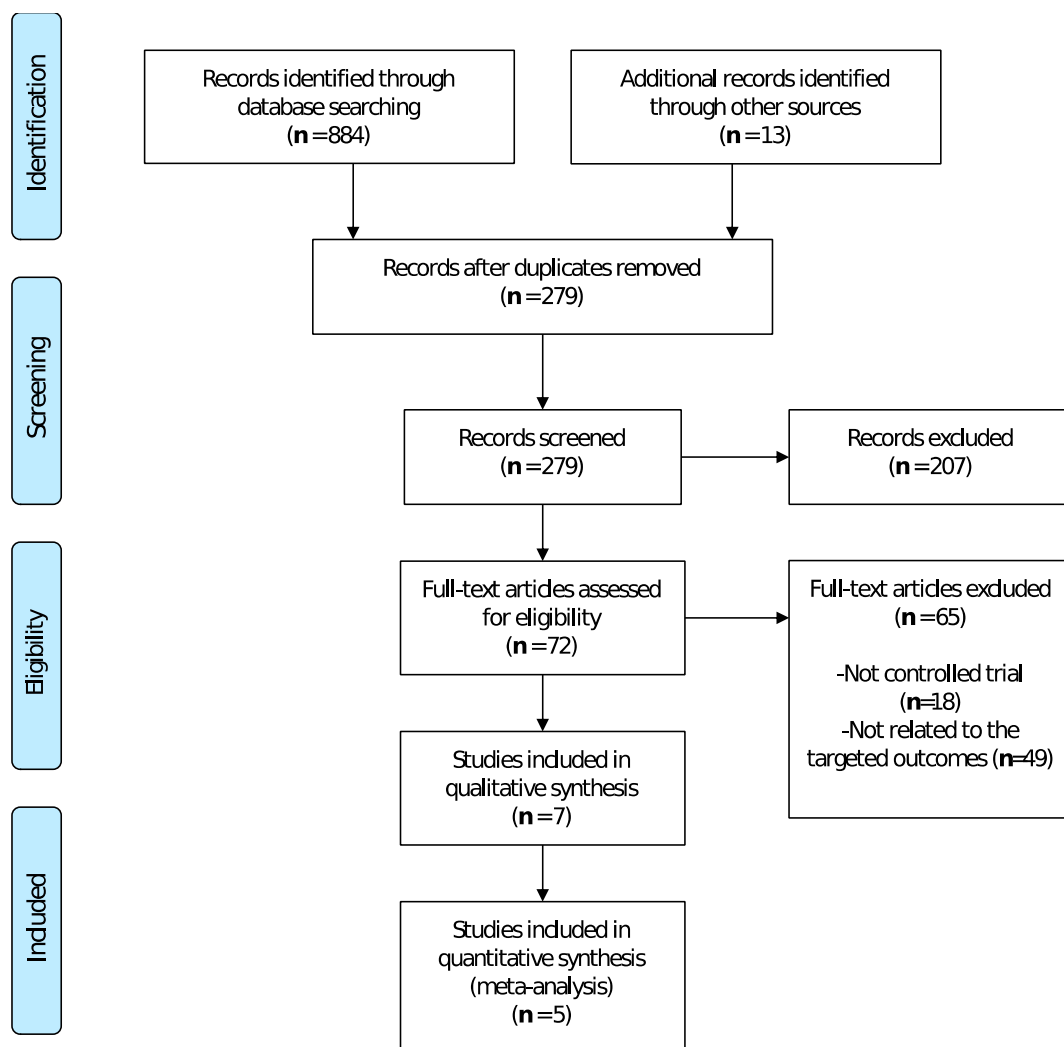 Identification
Records identified through
database searching
(n = 884)
Additional records identified
through other sources
(n = 13)
Records after duplicates removed
(n = 279)
Screening
Records screened
(n = 279)
Records excluded
(n = 207)
Eligibility
Full-text articles assessed
for eligibility
(n = 72)
Full-text articles excluded
(n = 65)
-Not controlled trial
(n=18)
-Not related to the
targeted outcomes (n=49)
Studies included in
qualitative synthesis
(n = 7)
Included
Studies included in
quantitative synthesis
(meta-analysis)
(n = 5)